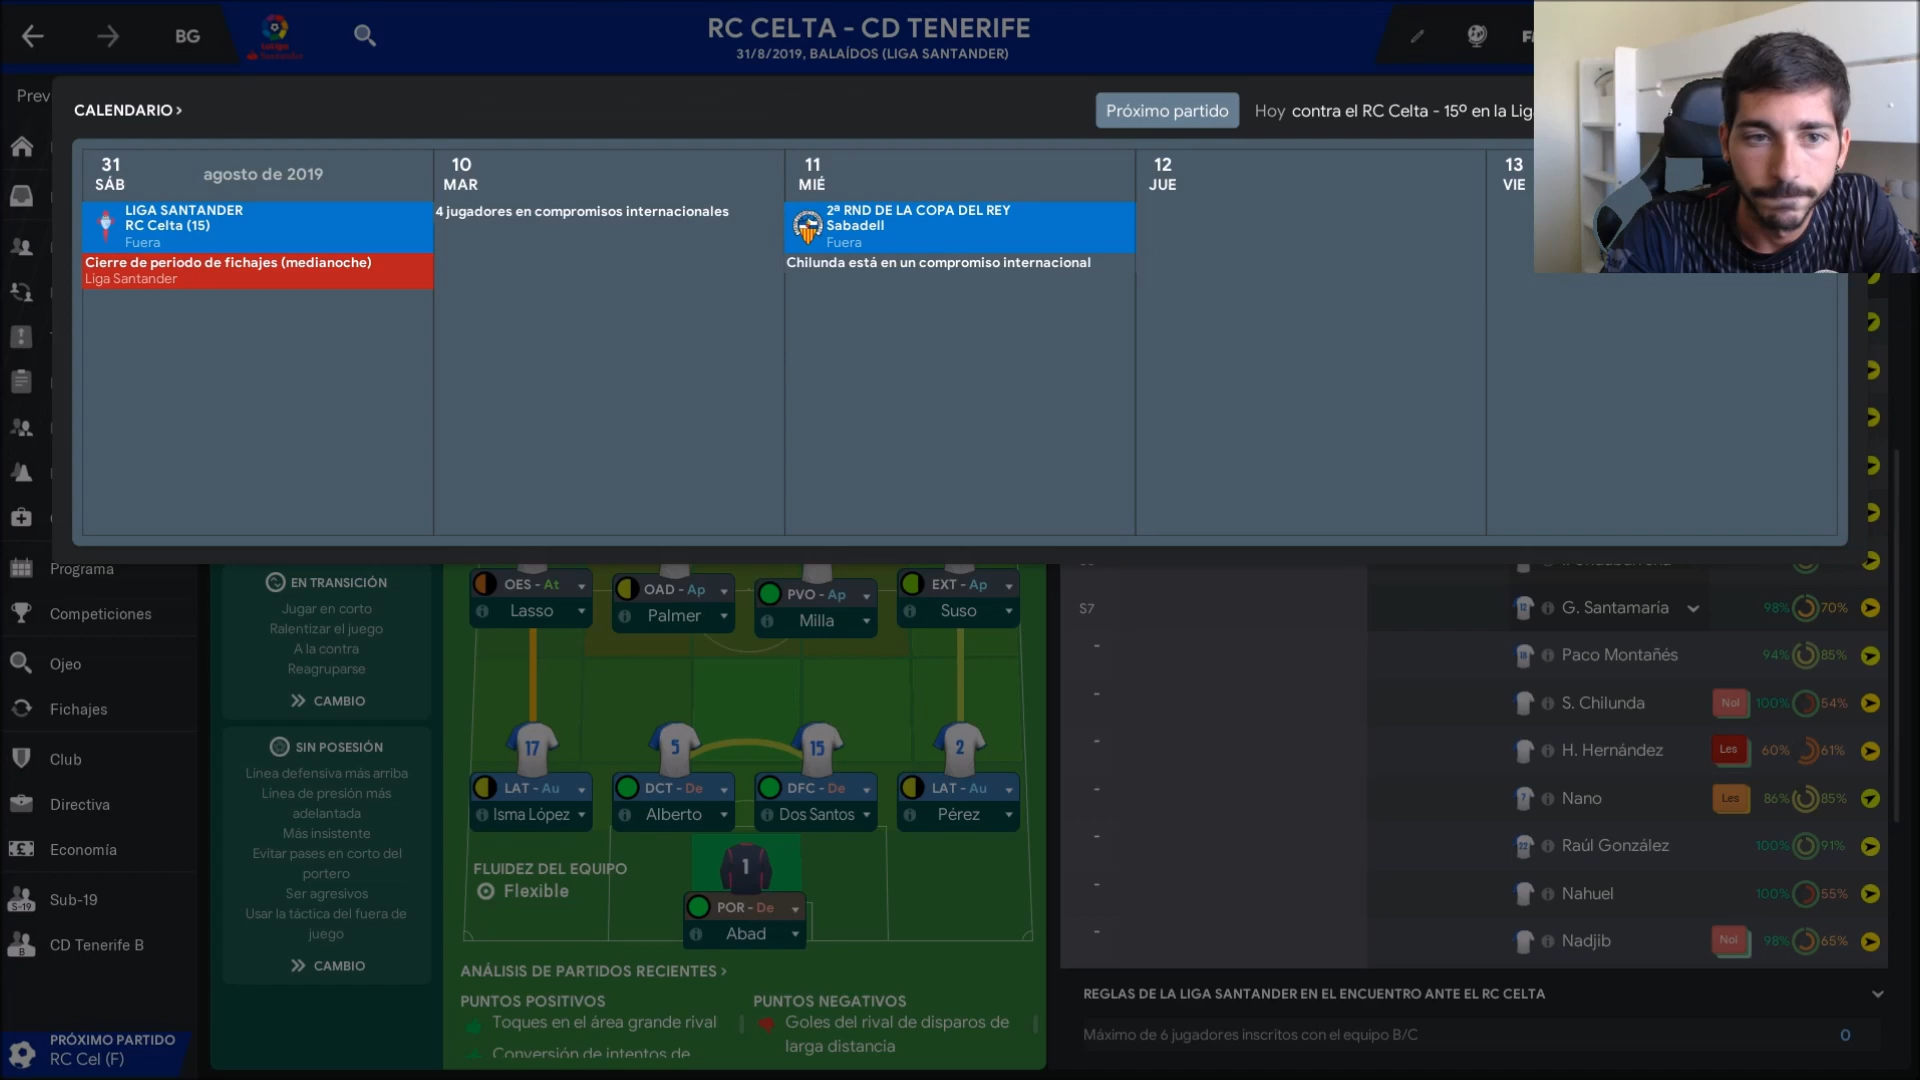 BG
RC CELTA - CD TENERIFE
31/8/2019, BALAÍDOS (LIGA SANTANDER)
Prev
CALENDARIO >
Próximo partido
Hoy contra el RC Celta - 15º en la Lig
31
SÁB
agosto de 2019
10
MAR
11
MIÉ
12
JUE
13
VIE
LIGA SANTANDER
RC Celta (15)
Fuera
Cierre de periodo de fichajes (medianoche)
Liga Santander
4 jugadores en compromisos internacionales
2ª RND DE LA COPA DEL REY
Sabadell
Fuera
Chilunda está en un compromiso internacional
Programa
Competiciones
Ojeo
Fichajes
Club
Directiva
Economía
Sub-19
CD Tenerife B
PRÓXIMO PARTIDO
RC Cel (F)
EN TRANSICIÓN
Jugar en corto
Ralentizar el juego
A la contra
Reagruparse
CAMBIO
SIN POSESIÓN
Línea defensiva más arriba
Línea de presión más
adelantada
Más insistente
Evitar pases en corto del
portero
Ser agresivos
Usar la táctica del fuera de
juego
CAMBIO
OES - At
Lasso
OAD - Ap
Palmer
PVO - Ap
Milla
EXT - Ap
Suso
17
LAT - Au
Isma López
5
DCT - De
Alberto
15
DFC - De
Dos Santos
2
LAT - Au
Pérez
FLUIDEZ DEL EQUIPO
Flexible
1
POR - De
Abad
ANÁLISIS DE PARTIDOS RECIENTES >
PUNTOS POSITIVOS
Toques en el área grande rival
Conversión de intentos de
PUNTOS NEGATIVOS
Goles del rival de disparos de
larga distancia
S7
G. Santamaría 98% 70%
- Paco Montañés 94% 85%
- S. Chilunda NoI 100% 54%
- H. Hernández Les 60% 61%
- Nano Les 86% 85%
- Raúl González 100% 91%
- Nahuel 100% 55%
- Nadjib NoI 98% 65%
REGLAS DE LA LIGA SANTANDER EN EL ENCUENTRO ANTE EL RC CELTA
Máximo de 6 jugadores inscritos con el equipo B/C
0